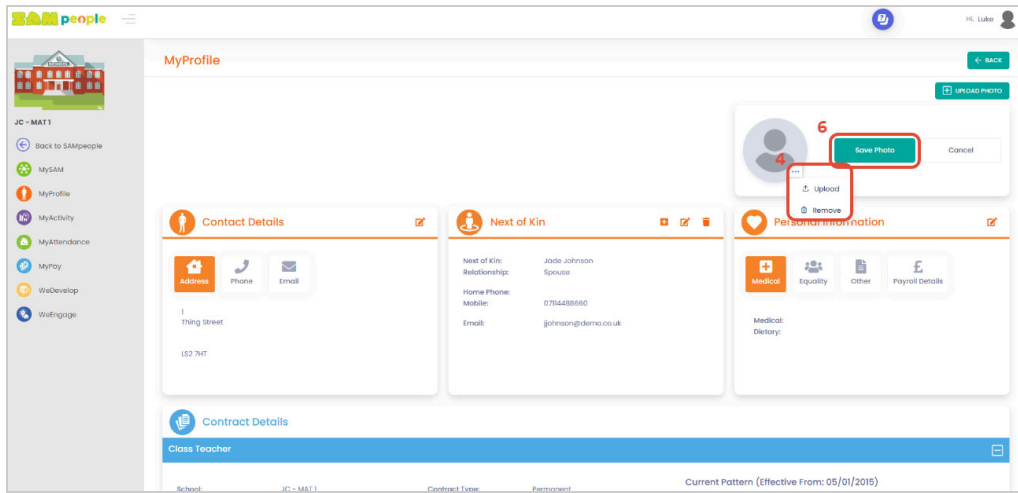 SAMpeople
Hi, Luke
MyProfile
BACK
UPLOAD PHOTO
JC - MAT 1
Back to SAMpeople
MySAM
MyProfile
MyActivity
MyAttendance
MyPay
WeDevelop
WeEngage
6
Save Photo
Cancel
4
...
Upload
Remove
Contact Details
Address
Phone
Email
1
Thing Street
LS2 7HT
Next of Kin
Next of Kin: Jade Johnson
Relationship: Spouse
Home Phone:
Mobile: 07114488660
Email: jjohnson@demo.co.uk
Personal Information
Medical
Equality
Other
Payroll Details
Medical:
Dietary:
Contract Details
Class Teacher
School: JC - MAT 1
Contract Type: Permanent
Current Pattern (Effective From: 05/01/2015)